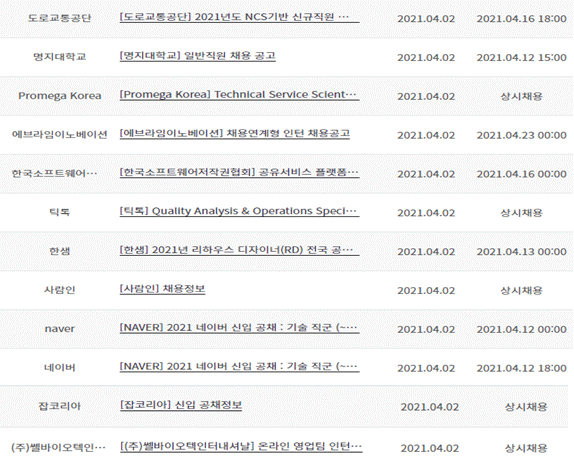 도로교통공단 [도로교통공단] 2021년도 NCS기반 신규직원 … 2021.04.02 2021.04.16 18:00
명지대학교 [명지대학교] 일반직원 채용 공고 2021.04.02 2021.04.12 15:00
Promega Korea [Promega Korea] Technical Service Scient… 2021.04.02 상시채용
에브라임이노베이션 [에브라임이노베이션] 채용연계형 인턴 채용공고 2021.04.02 2021.04.23 00:00
한국소프트웨어… [한국소프트웨어저작권협회] 공유서비스 플랫폼… 2021.04.02 2021.04.16 00:00
틱톡 [틱톡] Quality Analysis & Operations Speci… 2021.04.02 상시채용
한샘 [한샘] 2021년 리하우스 디자이너(RD) 전국 공… 2021.04.02 2021.04.13 00:00
사람인 [사람인] 채용정보 2021.04.02 상시채용
naver [NAVER] 2021 네이버 신입 공채 : 기술 직군 (~… 2021.04.02 2021.04.12 00:00
네이버 [NAVER] 2021 네이버 신입 공채 : 기술 직군 (~… 2021.04.02 2021.04.12 18:00
잡코리아 [잡코리아] 신입 공채정보 2021.04.02 상시채용
(주)쎌바이오텍인… [(주)쎌바이오텍인터내셔날] 온라인 영업팀 인턴… 2021.04.02 상시채용